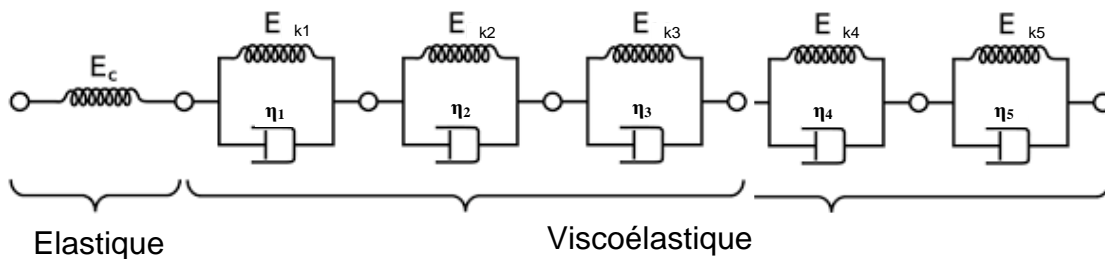 E k1 E k2 E k3 E k4 E k5
E c
η1 η2 η3 η4 η5
Elastique Viscoélastique